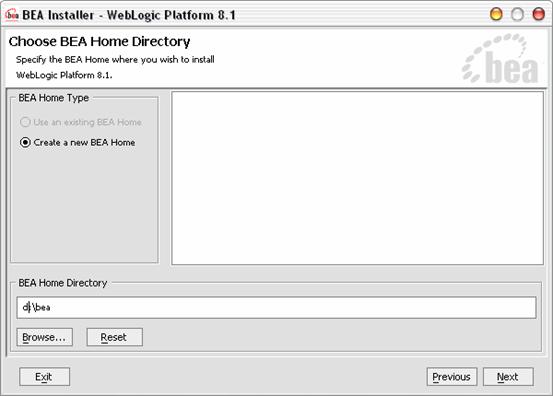 bea BEA Installer - WebLogic Platform 8.1
Choose BEA Home Directory
Specify the BEA Home where you wish to install
WebLogic Platform 8.1.
bea
BEA Home Type
Use an existing BEA Home
Create a new BEA Home
BEA Home Directory
d:\bea
Browse...
Reset
Exit
Previous
Next